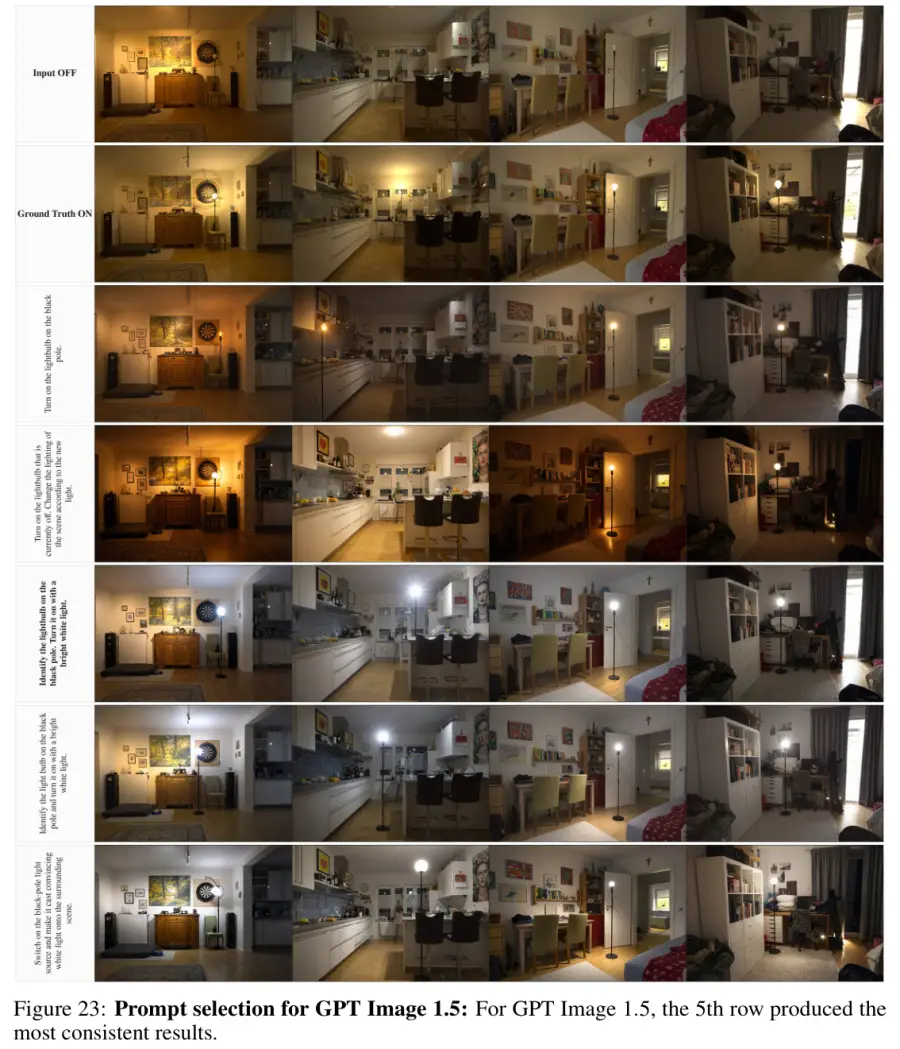 Input OFF
Ground Truth ON
Turn on the lightbulb on the black
pole.
Turn on the lightbulb that is
currently off. Change the lighting of
the scene according to the new
light.
Identify the lightbulb on the
black pole. Turn it on with a
bright white light.
Identify the light bulb on the black
pole and turn it on with a bright
white light.
Switch on the black-pole light
source and make it cast convincing
white light onto the surrounding
scene.
Figure 23: Prompt selection for GPT Image 1.5: For GPT Image 1.5, the 5th row produced the
most consistent results.